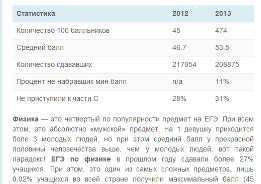 Статистика 2012 2013
Количество 100 балльников 45 474
Средний балл 46.7 53.5
Количество сдававших 217954 208875
Процент не набравших мин балл n/a 11%
Не приступили к части С 28% 31%
Физика — это четвертый по популярности предмет на ЕГЭ. При всем
этом, это абсолютно «мужской» предмет. На 1 девушку приходится
боле 3 молодых людей, но при этом средний балл у прекрасной
половины человечества выше, чем у молодых людей, вот такой
парадокс! ЕГЭ по физике в прошлом году сдавали более 27%
учащихся. При этом, это один из самых сложных предметов, лишь
0.02% учащихся во всей стране получили максимальный балл (45